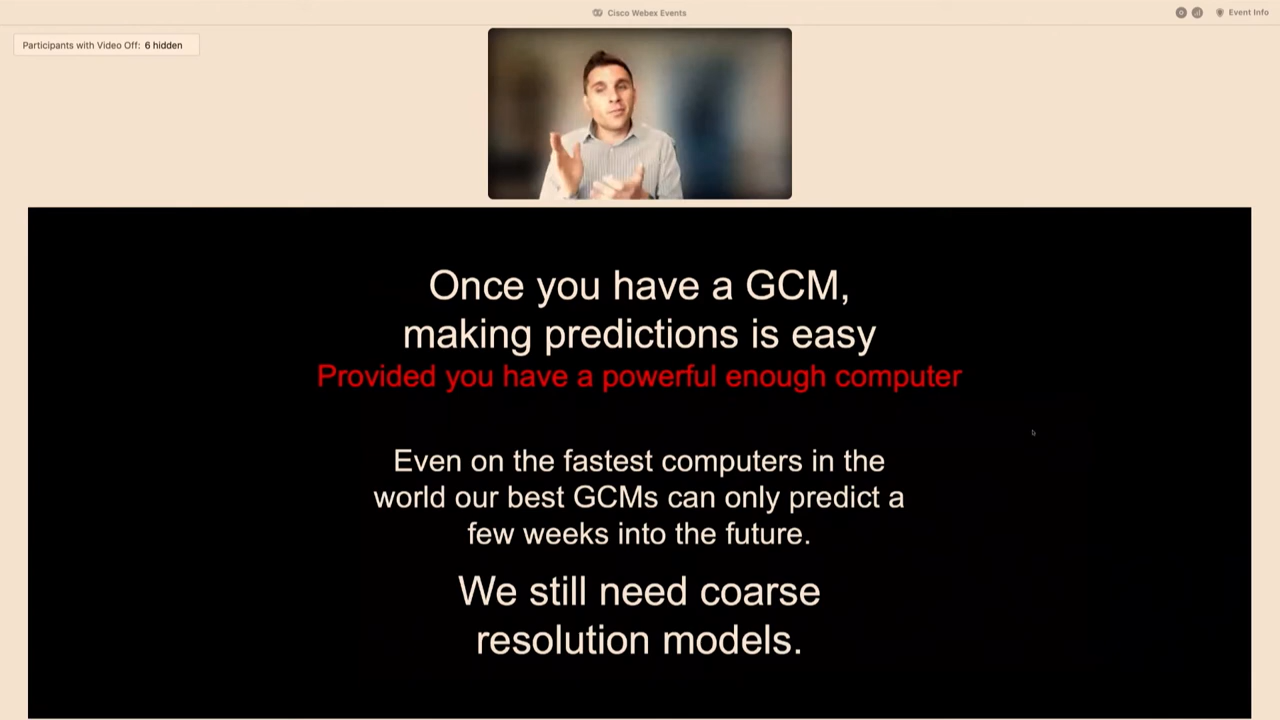 Cisco Webex Events
Event Info
Participants with Video Off: 6 hidden
Once you have a GCM,
making predictions is easy
Provided you have a powerful enough computer
Even on the fastest computers in the
world our best GCMs can only predict a
few weeks into the future.
We still need coarse
resolution models.